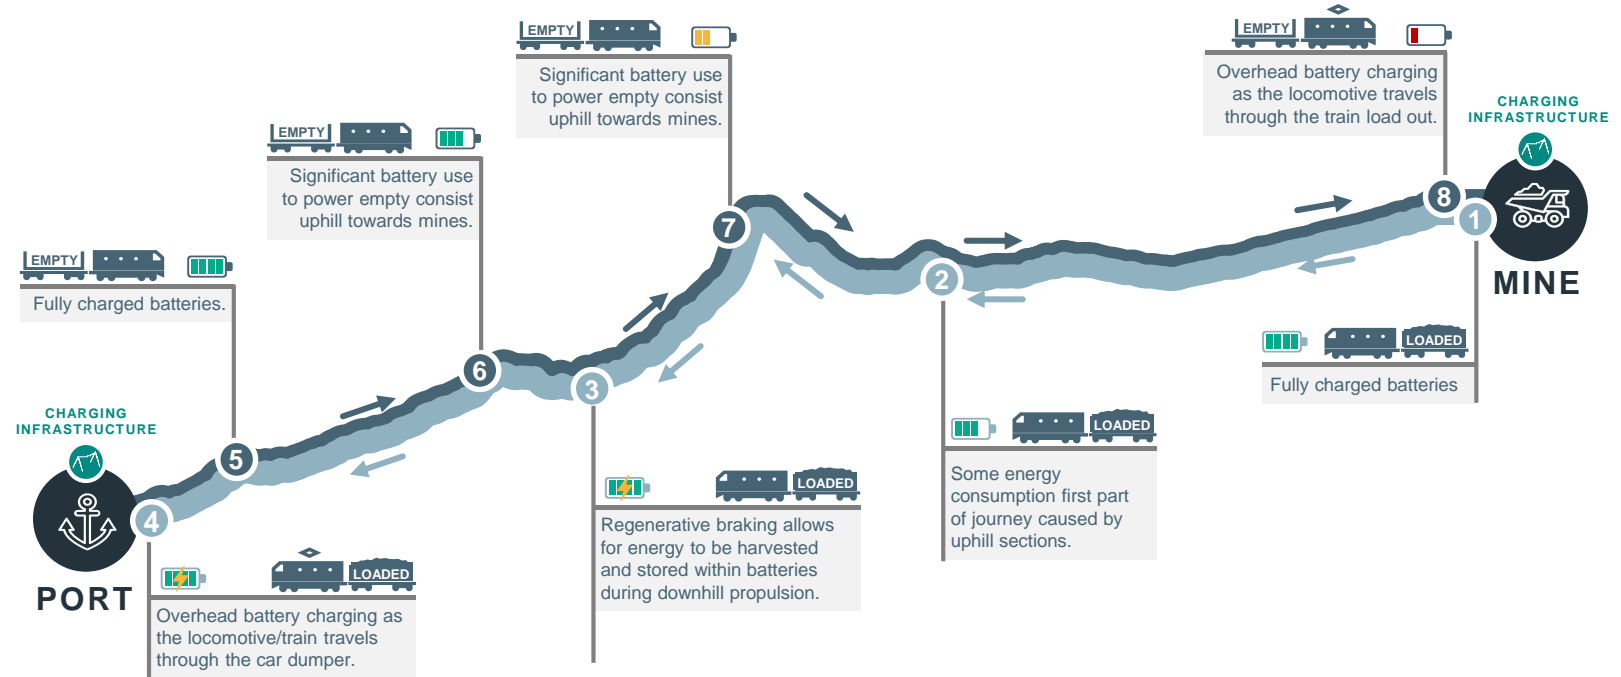 EMPTY
Significant battery use
to power empty consist
uphill towards mines.
EMPTY
Overhead battery charging
as the locomotive travels
through the train load out.
CHARGING
INFRASTRUCTURE
EMPTY
Significant battery use
to power empty consist
uphill towards mines.
EMPTY
Fully charged batteries.
7
8
1
2
MINE
LOADED
Fully charged batteries
6
3
CHARGING
INFRASTRUCTURE
5
4
PORT
LOADED
Some energy
consumption first part
of journey caused by
uphill sections.
LOADED
Regenerative braking allows
for energy to be harvested
and stored within batteries
during downhill propulsion.
LOADED
Overhead battery charging as
the locomotive/train travels
through the car dumper.